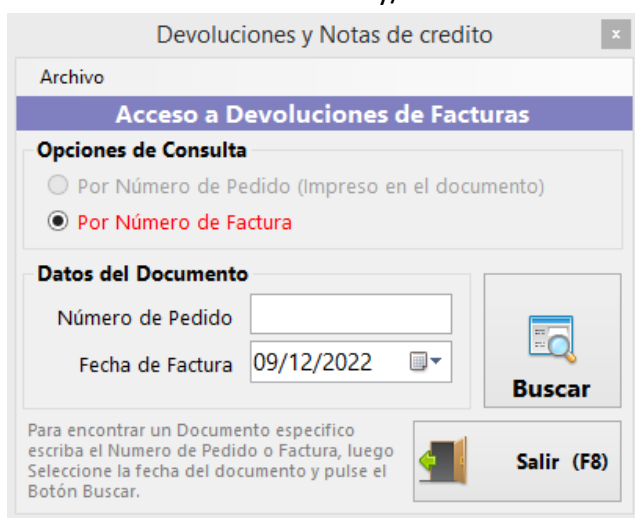 Devoluciones y Notas de credito
x
Archivo
Acceso a Devoluciones de Facturas
Opciones de Consulta
Por Número de Pedido (Impreso en el documento)
Por Número de Factura
Datos del Documento
Número de Pedido
Fecha de Factura 09/12/2022
Buscar
Para encontrar un Documento especifico
escriba el Numero de Pedido o Factura, luego
Seleccione la fecha del documento y pulse el
Botón Buscar.
Salir (F8)